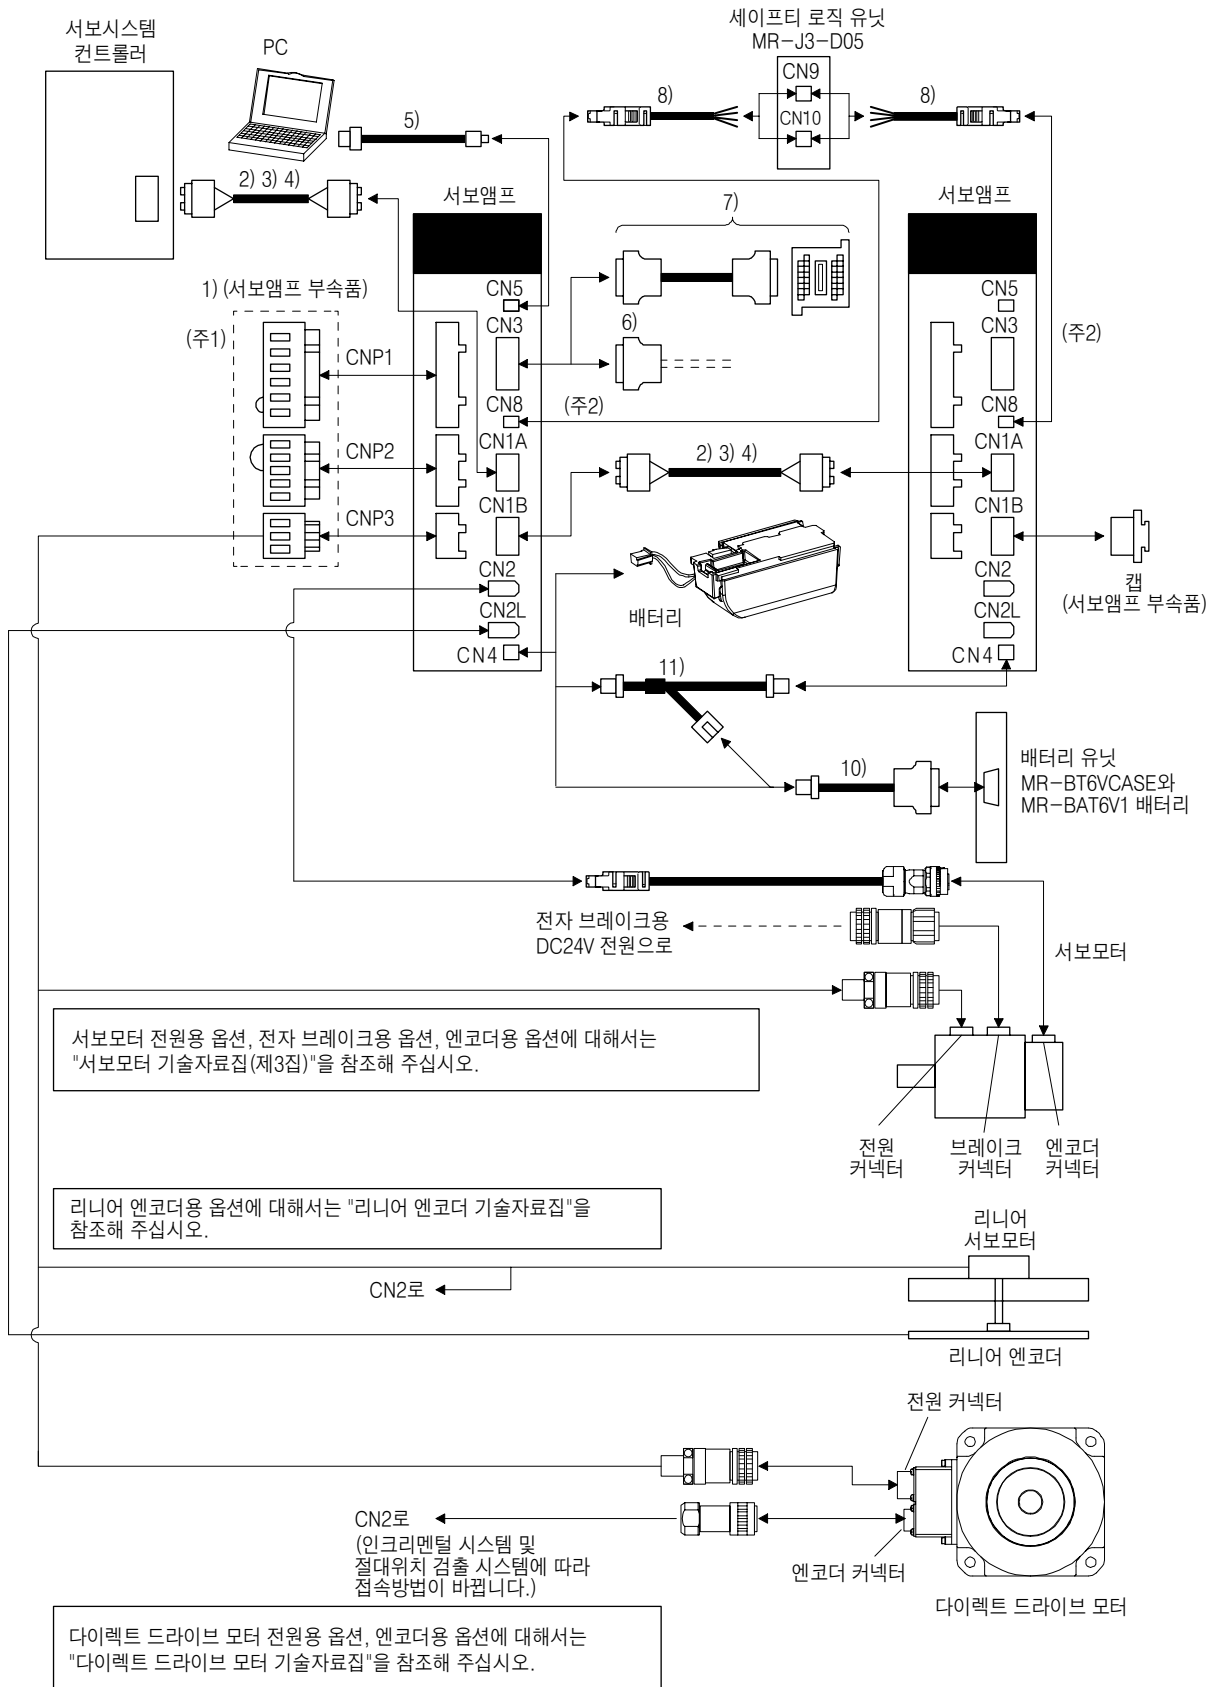 서보시스템
컨트롤러
PC
세이프티 로직 유닛
MR-J3-D05
CN9
CN10
8)
8)
5)
2) 3) 4)
서보앰프
서보앰프
7)
1) (서보앰프 부속품)
(주1)
CN5
CN3
CNP1
6)
CN5
CN3
(주2)
CN8
(주2)
CN8
CN1A
CNP2
2) 3) 4)
CN1A
CN1B
CNP3
CN1B
CN2
CN2L
CN4
배터리
CN2
CN2L
CN4
캡
(서보앰프 부속품)
11)
10)
배터리 유닛
MR-BT6VCASE와
MR-BAT6V1 배터리
전자 브레이크용
DC24V 전원으로
서보모터
서보모터 전원용 옵션, 전자 브레이크용 옵션, 엔코더용 옵션에 대해서는
"서보모터 기술자료집(제3집)"을 참조해 주십시오.
전원
커넥터
브레이크
커넥터
엔코더
커넥터
리니어 엔코더용 옵션에 대해서는 "리니어 엔코더 기술자료집"을
참조해 주십시오.
리니어
서보모터
CN2로
리니어 엔코더
전원 커넥터
CN2로
(인크리멘털 시스템 및
절대위치 검출 시스템에 따라
접속방법이 바뀝니다.)
엔코더 커넥터
다이렉트 드라이브 모터
다이렉트 드라이브 모터 전원용 옵션, 엔코더용 옵션에 대해서는
"다이렉트 드라이브 모터 기술자료집"을 참조해 주십시오.